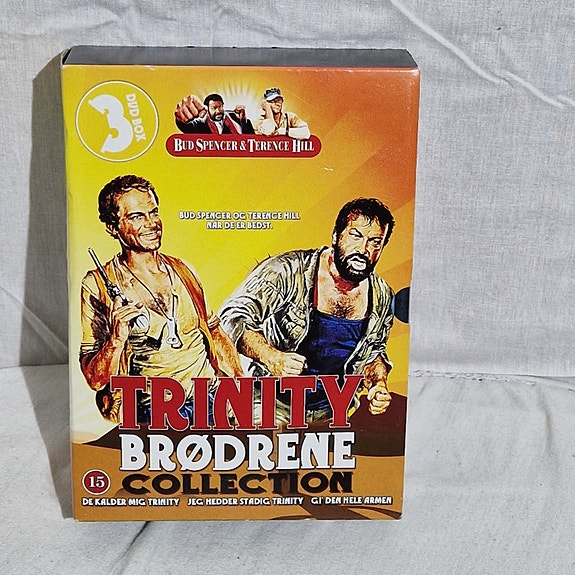 3
DVD BOX
BUD SPENCER & TERENCE HILL
BUD SPENCER OG TERENCE HILL
NÅR DE ER BEDST.
TRINITY
BRØDRENE
COLLECTION
15
DE KALDER MIG TRINITY JEG HEDDER STADIG TRINITY GI' DEN HELE ARMEN